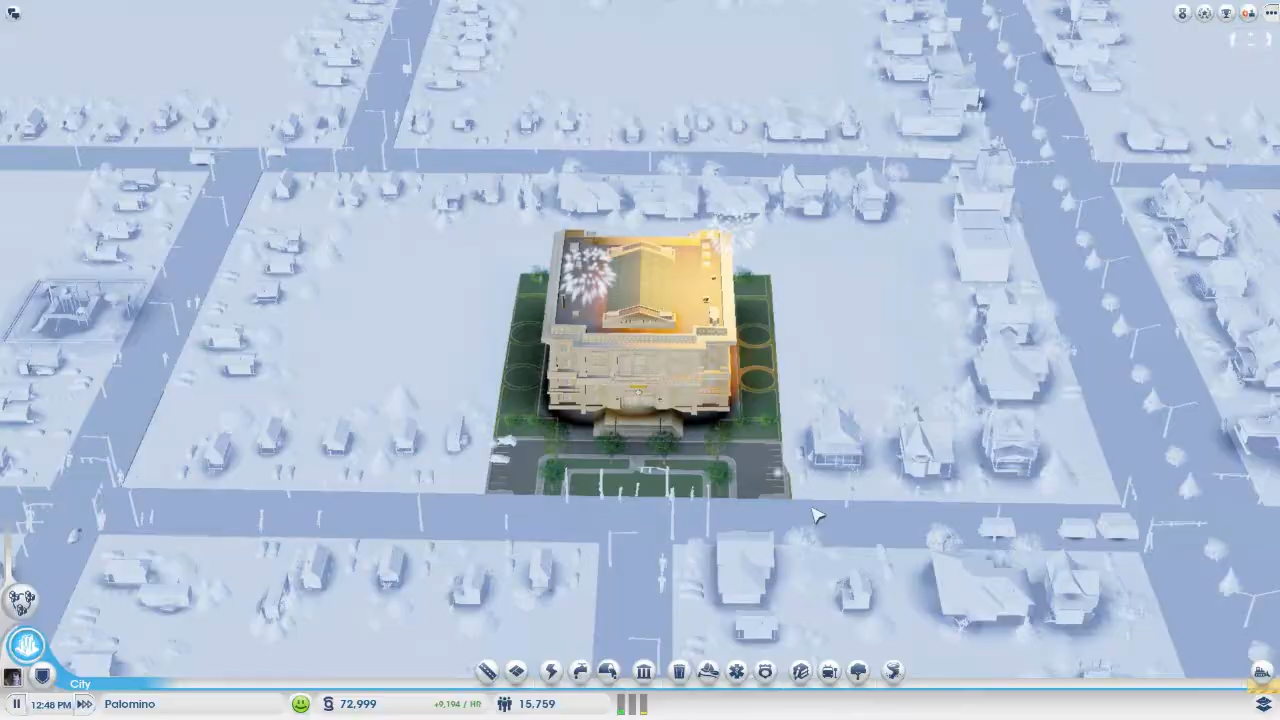 City
12:48 PM
Palomino
72,999
+9,194 / HR
15,759